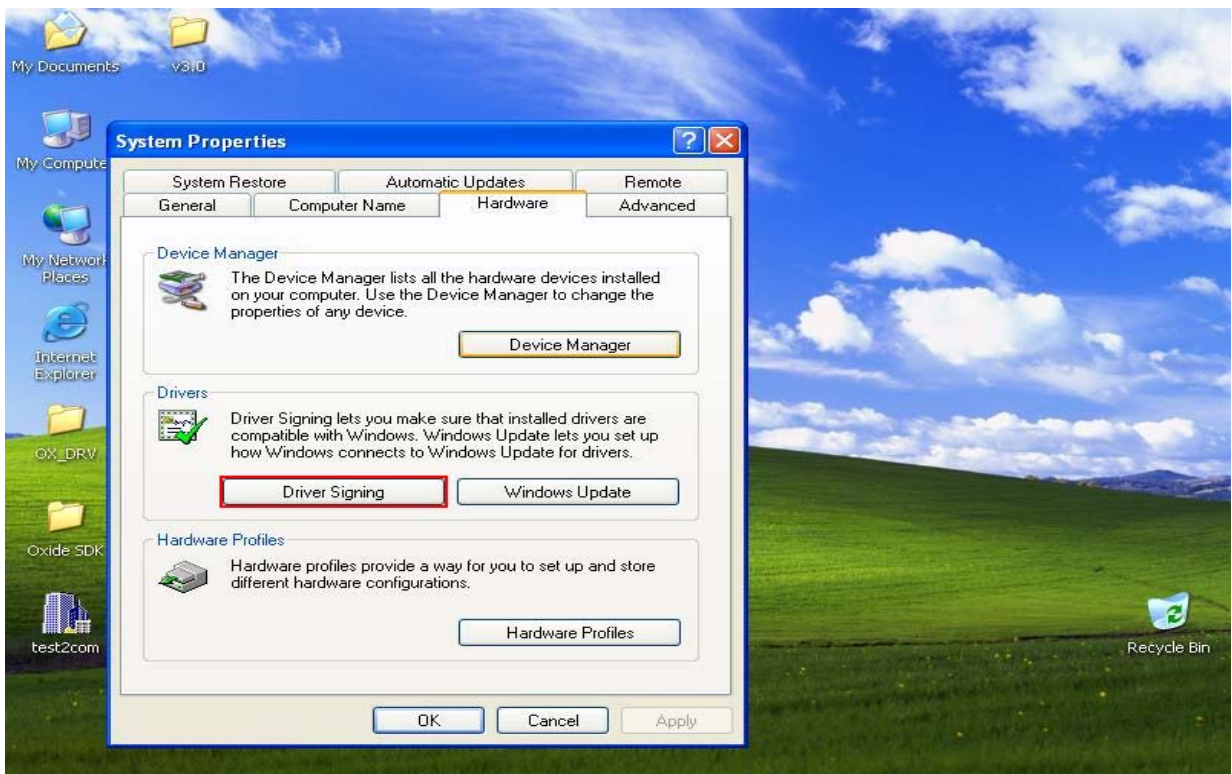 My Documents
v3.0
My Compute
My Network
Places
Internet
Explorer
OX_DRV
Oxide SDK
test2com
System Properties
System Restore
Automatic Updates
Remote
General
Computer Name
Hardware
Advanced
Device Manager
The Device Manager lists all the hardware devices installed
on your computer. Use the Device Manager to change the
properties of any device.
Device Manager
Drivers
Driver Signing lets you make sure that installed drivers are
compatible with Windows. Windows Update lets you set up
how Windows connects to Windows Update for drivers.
Driver Signing
Windows Update
Hardware Profiles
Hardware profiles provide a way for you to set up and store
different hardware configurations.
Hardware Profiles
OK
Cancel
Apply
Recycle Bin